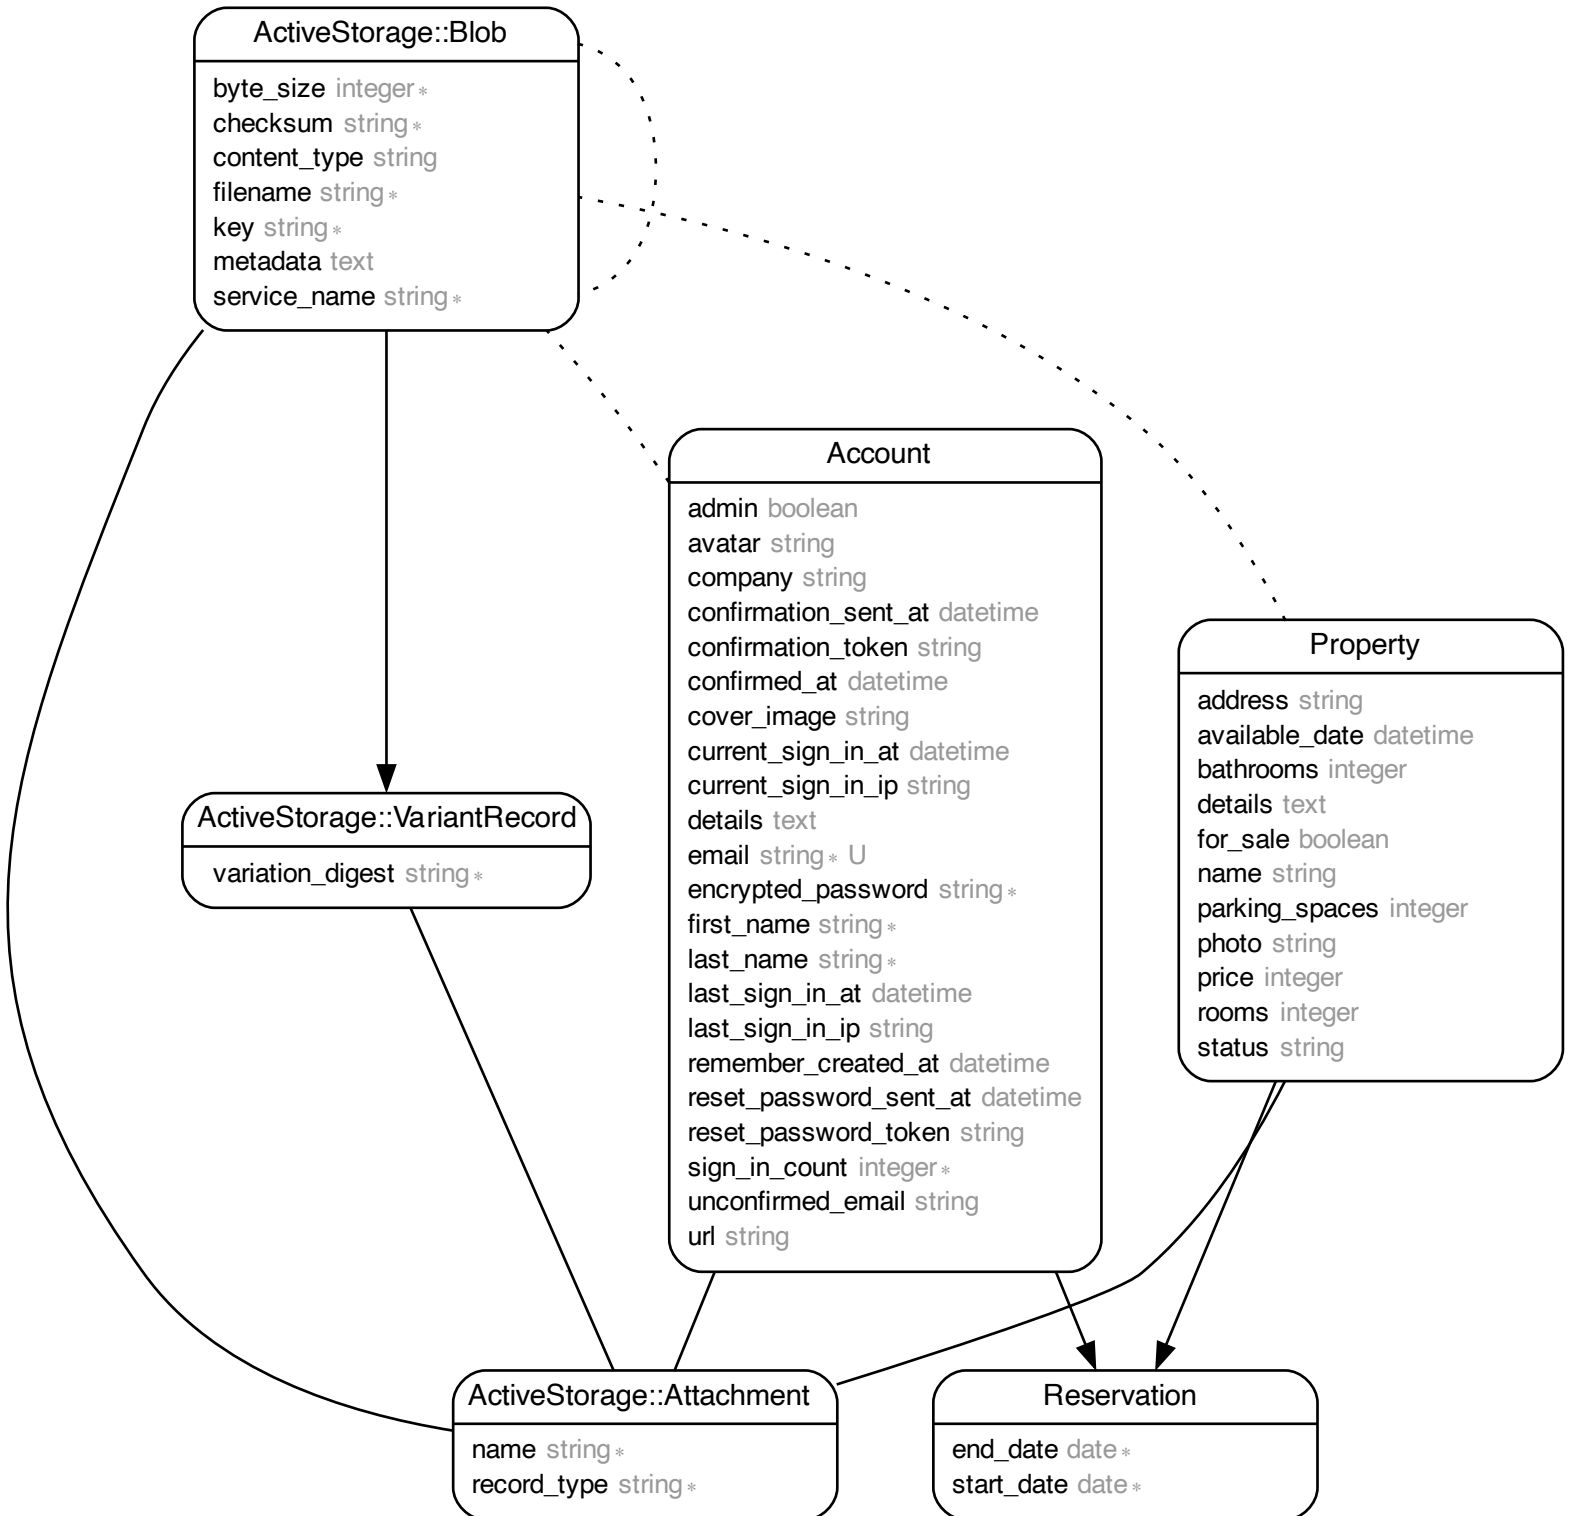 ActiveStorage::Blob
byte_size integer *
checksum string *
content_type string
filename string *
key string *
metadata text
service_name string *
Account
admin boolean
avatar string
company string
confirmation_sent_at datetime
confirmation_token string
confirmed_at datetime
cover_image string
current_sign_in_at datetime
current_sign_in_ip string
details text
email string * U
encrypted_password string *
first_name string *
last_name string *
last_sign_in_at datetime
last_sign_in_ip string
remember_created_at datetime
reset_password_sent_at datetime
reset_password_token string
sign_in_count integer *
unconfirmed_email string
url string
Property
address string
available_date datetime
bathrooms integer
details text
for_sale boolean
name string
parking_spaces integer
photo string
price integer
rooms integer
status string
ActiveStorage::VariantRecord
variation_digest string *
ActiveStorage::Attachment
name string *
record_type string *
Reservation
end_date date *
start_date date *